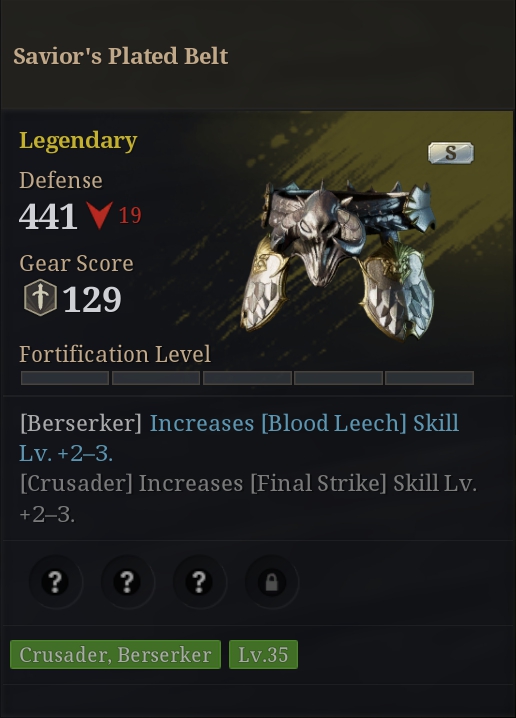 Savior's Plated Belt
Legendary
S
Defense
441 19
Gear Score
129
Fortification Level
[Berserker] Increases [Blood Leech] Skill
Lv. +2–3.
[Crusader] Increases [Final Strike] Skill Lv.
+2–3.
? ? ?
Crusader, Berserker Lv.35